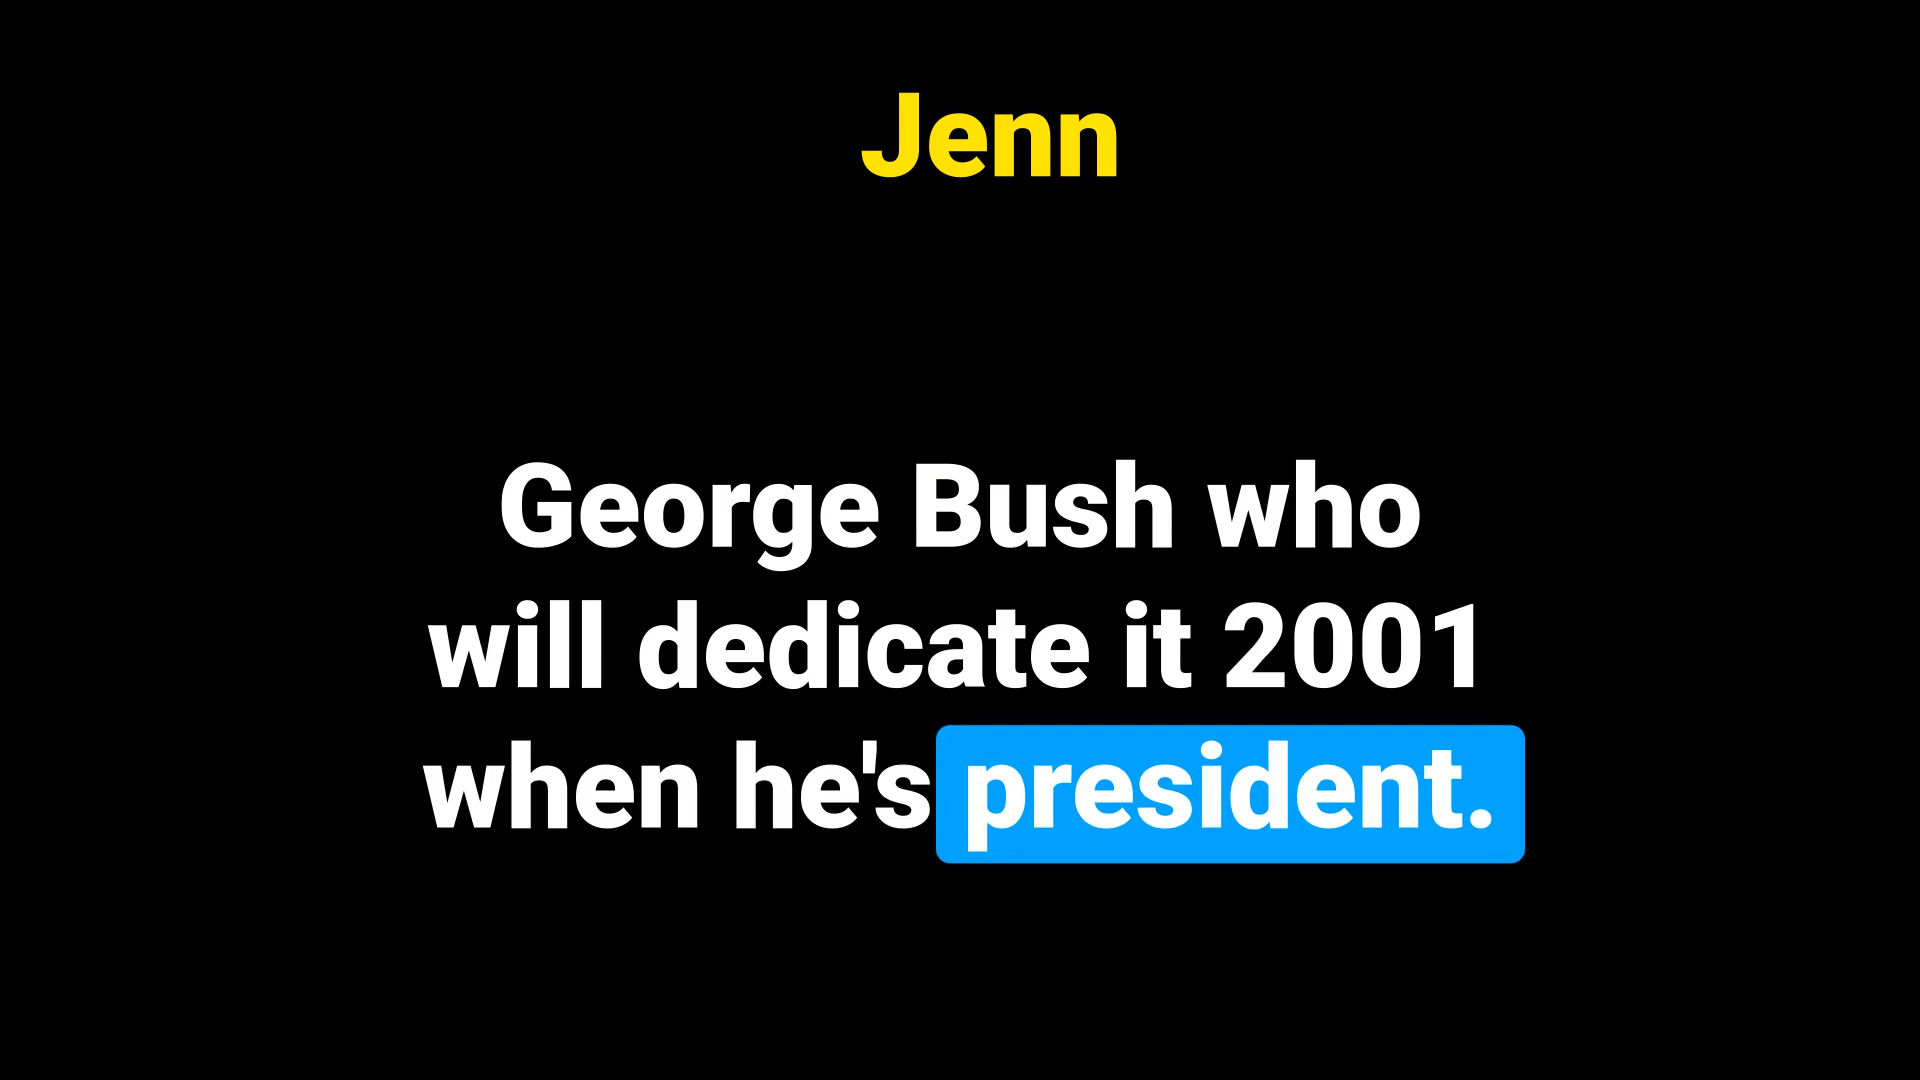 Jenn
George Bush who
will dedicate it 2001
when he's president.